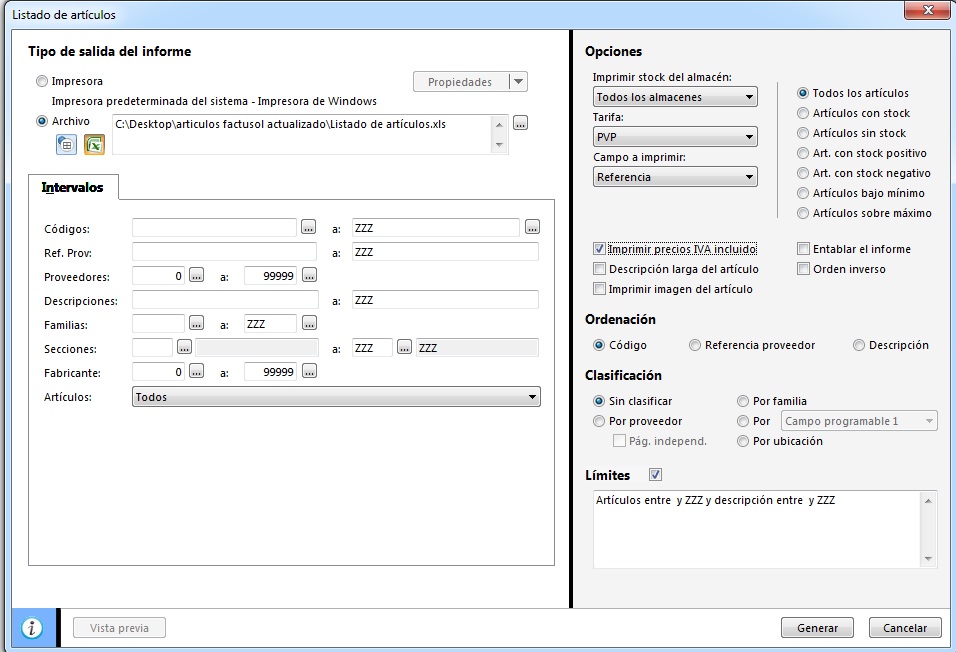 Listado de artículos
Tipo de salida del informe
Impresora
Propiedades
Impresora predeterminada del sistema - Impresora de Windows
Archivo
C:\Desktop\articulos factusol actualizado\Listado de artículos.xls
...
Intervalos
Códigos: ... a: ZZZ ...
Ref. Prov: a: ZZZ
Proveedores: 0 ... a: 99999 ...
Descripciones: a: ZZZ
Familias: ... a: ZZZ ...
Secciones: ... a: ZZZ ... ZZZ
Fabricante: 0 ... a: 99999 ...
Artículos: Todos
Opciones
Imprimir stock del almacén:
Todos los almacenes
Tarifa:
PVP
Campo a imprimir:
Referencia
Todos los artículos
Artículos con stock
Artículos sin stock
Art. con stock positivo
Art. con stock negativo
Artículos bajo mínimo
Artículos sobre máximo
Imprimir precios IVA incluido
Entablar el informe
Descripción larga del artículo
Orden inverso
Imprimir imagen del artículo
Ordenación
Código Referencia proveedor Descripción
Clasificación
Sin clasificar Por familia
Por proveedor Por Campo programable 1
Pág. independ. Por ubicación
Límites
Artículos entre y ZZZ y descripción entre y ZZZ
Vista previa
Generar Cancelar